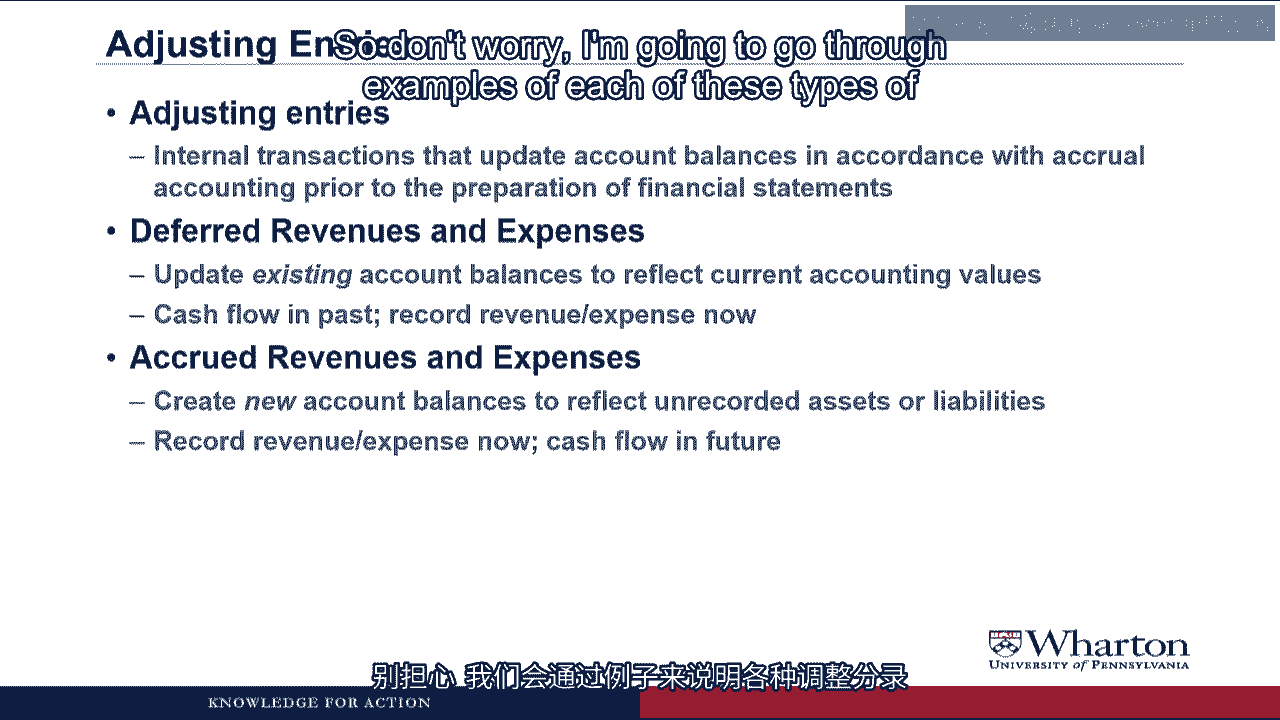 Adjusting Entries
So don't worry, I'm going to go through
examples of each of these types of
• Adjusting entries
– Internal transactions that update account balances in accordance with accrual
accounting prior to the preparation of financial statements
• Deferred Revenues and Expenses
– Update existing account balances to reflect current accounting values
– Cash flow in past; record revenue/expense now
• Accrued Revenues and Expenses
– Create new account balances to reflect unrecorded assets or liabilities
– Record revenue/expense now; cash flow in future
Wharton
UNIVERSITY of PENNSYLVANIA
别担心 我们会通过例子来说明各种调整分录
KNOWLEDGE FOR ACTION